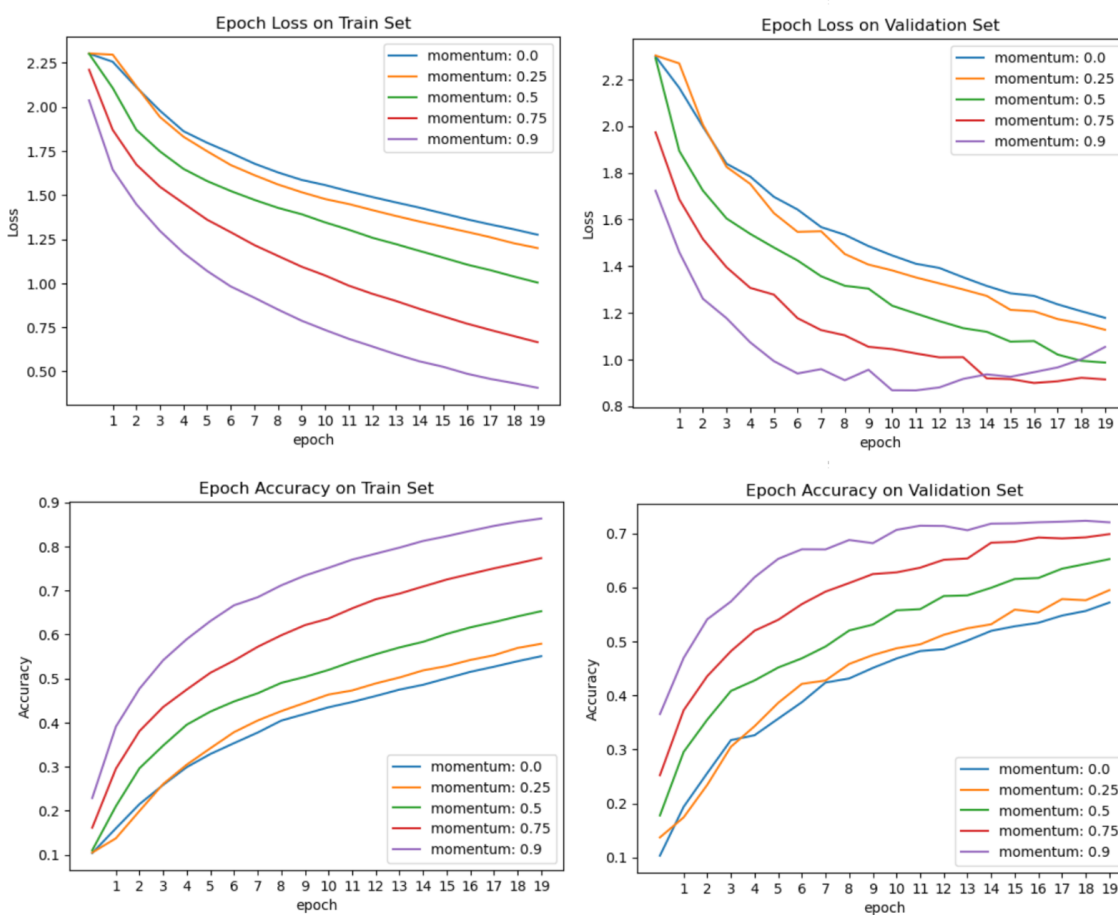 Epoch Loss on Train Set
2.25
2.00
1.75
1.50
1.25
1.00
0.75
0.50
Loss
momentum: 0.0
momentum: 0.25
momentum: 0.5
momentum: 0.75
momentum: 0.9
1 2 3 4 5 6 7 8 9 10 11 12 13 14 15 16 17 18 19
epoch
Epoch Loss on Validation Set
2.2
2.0
1.8
1.6
1.4
1.2
1.0
0.8
Loss
momentum: 0.0
momentum: 0.25
momentum: 0.5
momentum: 0.75
momentum: 0.9
1 2 3 4 5 6 7 8 9 10 11 12 13 14 15 16 17 18 19
epoch
Epoch Accuracy on Train Set
0.9
0.8
0.7
0.6
0.5
0.4
0.3
0.2
0.1
Accuracy
momentum: 0.0
momentum: 0.25
momentum: 0.5
momentum: 0.75
momentum: 0.9
1 2 3 4 5 6 7 8 9 10 11 12 13 14 15 16 17 18 19
epoch
Epoch Accuracy on Validation Set
0.7
0.6
0.5
0.4
0.3
0.2
0.1
Accuracy
momentum: 0.0
momentum: 0.25
momentum: 0.5
momentum: 0.75
momentum: 0.9
1 2 3 4 5 6 7 8 9 10 11 12 13 14 15 16 17 18 19
epoch